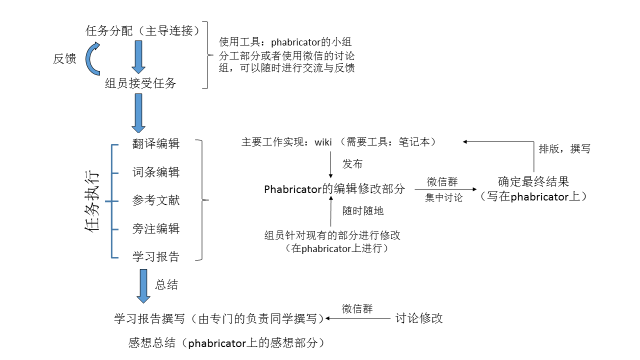 任务分配（主导连接）
反馈
组员接受任务
使用工具：phabricator的小组
分工部分或者使用微信的讨论
组，可以随时进行交流与反馈
任务执行
翻译编辑
词条编辑
参考文献
旁注编辑
学习报告
主要工作实现：wiki （需要工具：笔记本）
发布
Phabricator的编辑修改部分
随时随地
组员针对现有的部分进行修改
（在phabricator上进行）
微信群
集中讨论
确定最终结果
（写在phabricator上）
排版，撰写
总结
学习报告撰写（由专门的负责同学撰写）
微信群
讨论修改
感想总结（phabricator上的感想部分）